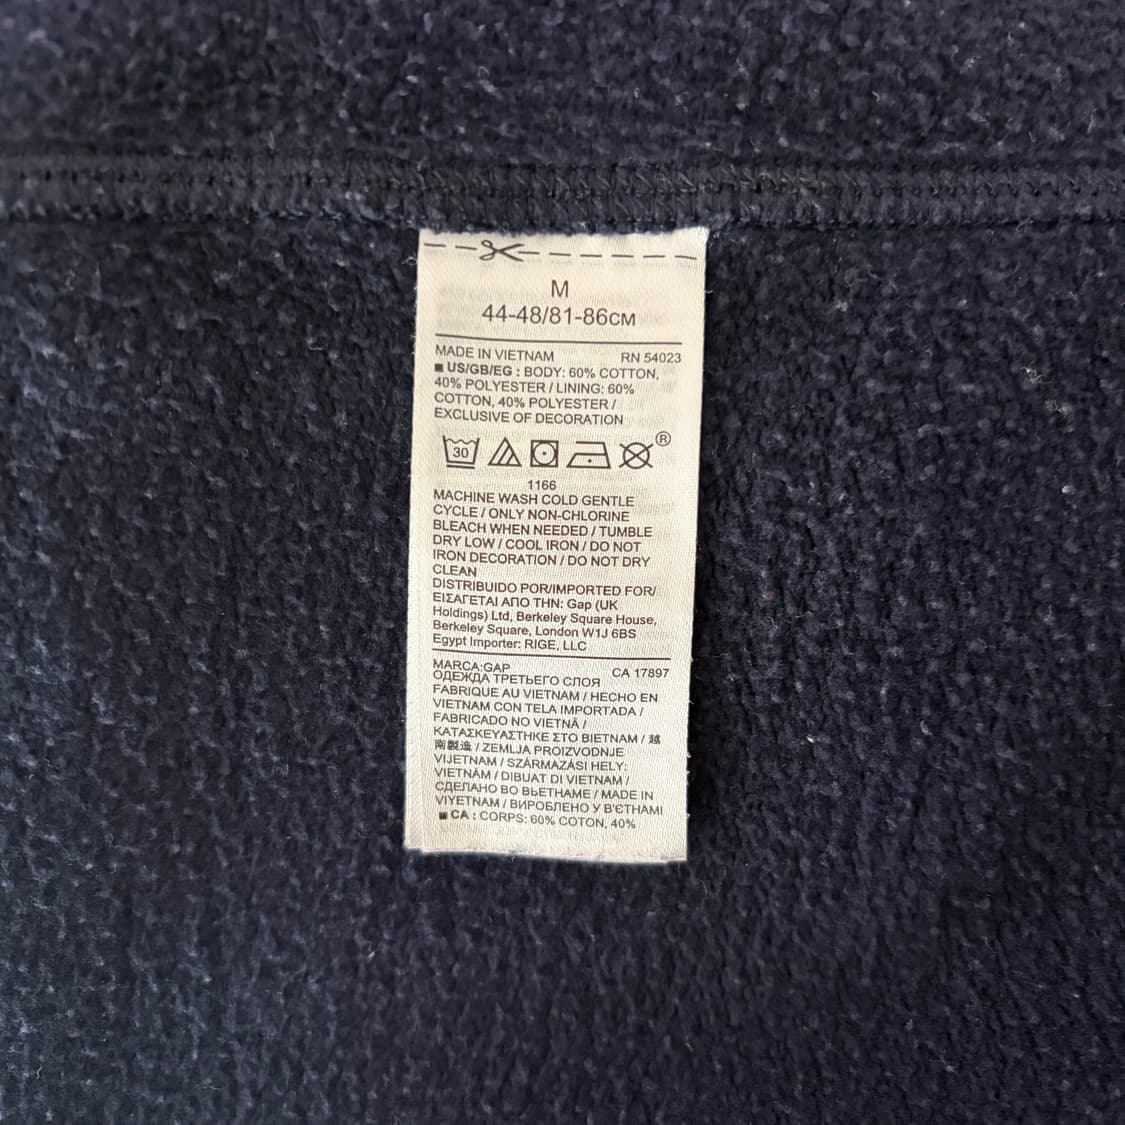 M
44-48/81-86CM
MADE IN VIETNAM RN 54023
■ US/GB/EG : BODY: 60% COTTON,
40% POLYESTER / LINING: 60%
COTTON, 40% POLYESTER /
EXCLUSIVE OF DECORATION
30 ®
1166
MACHINE WASH COLD GENTLE
CYCLE / ONLY NON-CHLORINE
BLEACH WHEN NEEDED / TUMBLE
DRY LOW / COOL IRON / DO NOT
IRON DECORATION / DO NOT DRY
CLEAN
DISTRIBUIDO POR/IMPORTED FOR/
ΕΙΣΑΓΕΤΑΙ ΑΠΟ ΤΗΝ: Gap (UK
Holdings) Ltd, Berkeley Square House,
Berkeley Square, London W1J 6BS
Egypt Importer: RIGE, LLC
MARCA:GAP CA 17897
ОДЕЖДА ТРЕТЬЕГО СЛОЯ
FABRIQUE AU VIETNAM / HECHO EN
VIETNAM CON TELA IMPORTADA /
FABRICADO NO VIETNÃ /
ΚΑΤΑΣΚΕΥΑΣΤΗΚΕ ΣΤΟ ΒΙΕΤΝΑΜ / 越
南製造 / ZEMLJA PROIZVODNJE
VIJETNAM / SZÁRMAZÁSI HELY:
VIETNÁM / DIBUAT DI VIETNAM /
СДЕЛАНО ВО ВЬЕТНАМЕ / MADE IN
VIYETNAM / ВИРОБЛЕНО У В'ЄТНАМІ
■ CA : CORPS: 60% COTON, 40%